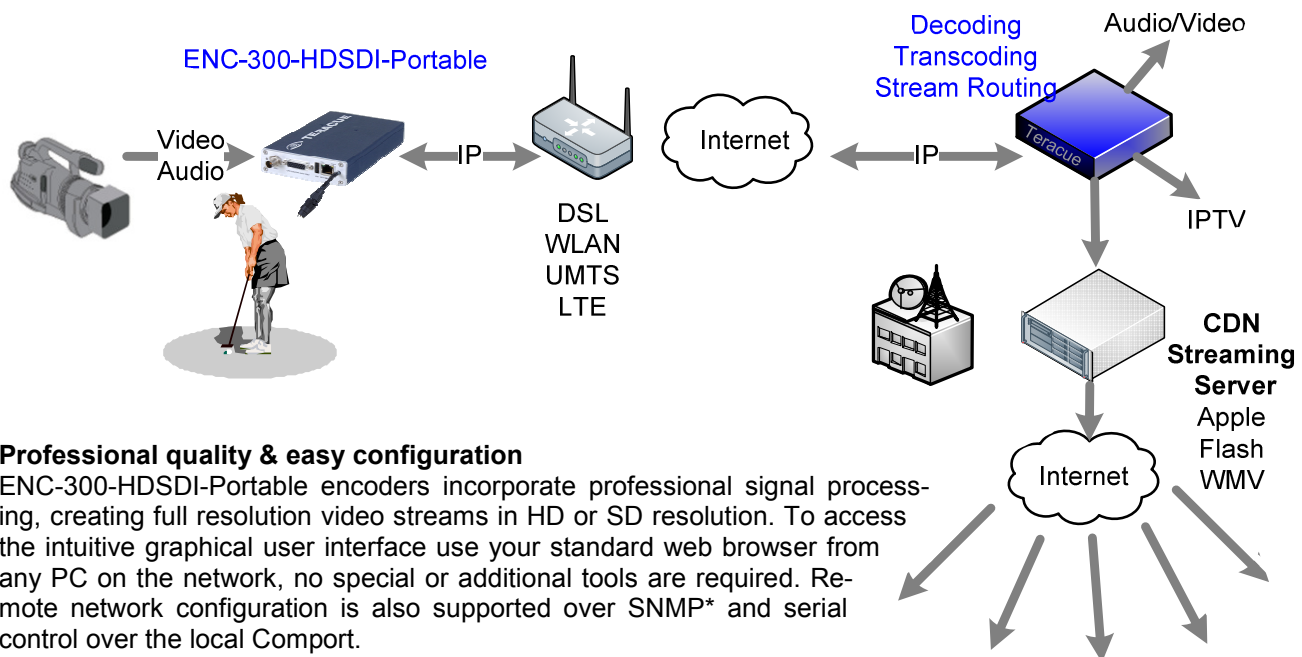 ENC-300-HDSDI-Portable
Video
Audio
TERACUE
IP
DSL
WLAN
UMTS
LTE
Internet
IP
Decoding
Transcoding
Stream Routing
Teracue
Audio/Video
IPTV
CDN
Streaming
Server
Apple
Flash
WMV
Internet
Professional quality & easy configuration
ENC-300-HDSDI-Portable encoders incorporate professional signal process-
ing, creating full resolution video streams in HD or SD resolution. To access
the intuitive graphical user interface use your standard web browser from
any PC on the network, no special or additional tools are required. Re-
mote network configuration is also supported over SNMP* and serial
control over the local Comport.